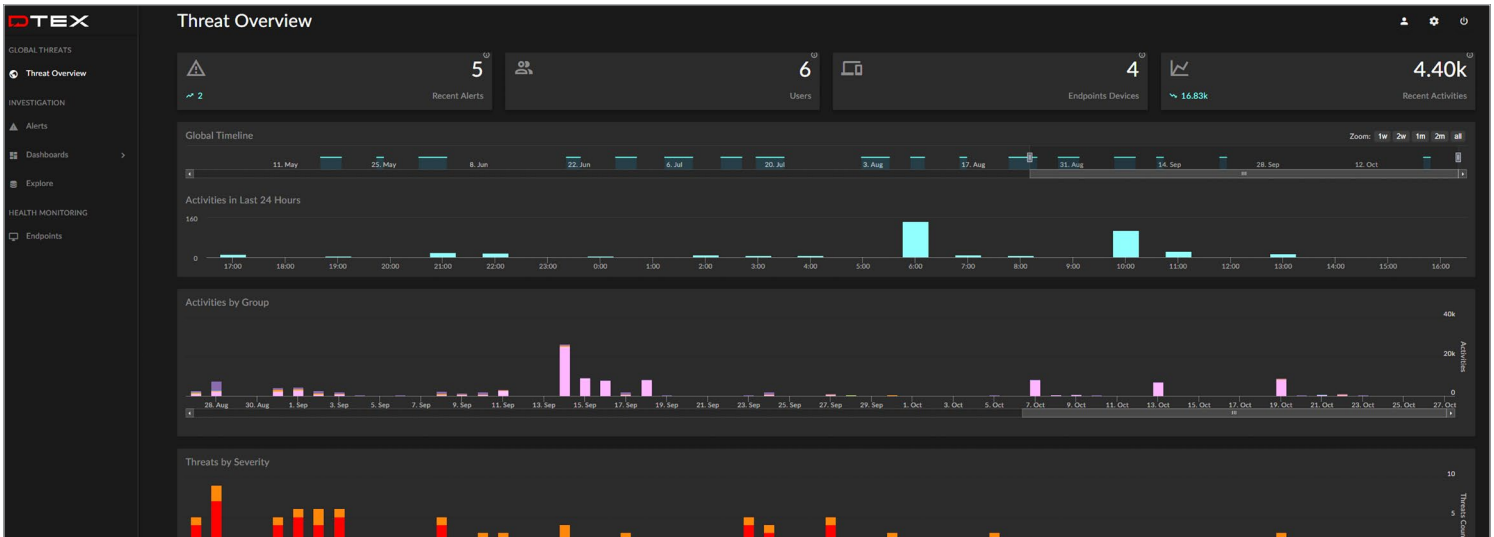 DTEX
Threat Overview
GLOBAL THREATS
Threat Overview
INVESTIGATION
Alerts
Dashboards
Explore
HEALTH MONITORING
Endpoints
5
2
Recent Alerts
6
Users
4
Endpoints Devices
4.40k
16.83k
Recent Activities
Global Timeline
Zoom: 1w 2w 1m 2m all
11. May 25. May 8. Jun 22. Jun 6. Jul 20. Jul 3. Aug 17. Aug 31. Aug 14. Sep 28. Sep 12. Oct
Activities in Last 24 Hours
160
0
17:00 18:00 19:00 20:00 21:00 22:00 23:00 0:00 1:00 2:00 3:00 4:00 5:00 6:00 7:00 8:00 9:00 10:00 11:00 12:00 13:00 14:00 15:00 16:00
Activities by Group
40k
20k
0
Activities
28. Aug 30. Aug 1. Sep 3. Sep 5. Sep 7. Sep 9. Sep 11. Sep 13. Sep 15. Sep 17. Sep 19. Sep 21. Sep 23. Sep 25. Sep 27. Sep 29. Sep 1. Oct 3. Oct 5. Oct 7. Oct 9. Oct 11. Oct 13. Oct 15. Oct 17. Oct 19. Oct 21. Oct 23. Oct 25. Oct 27. Oct
Threats by Severity
10
5
Threats Coun